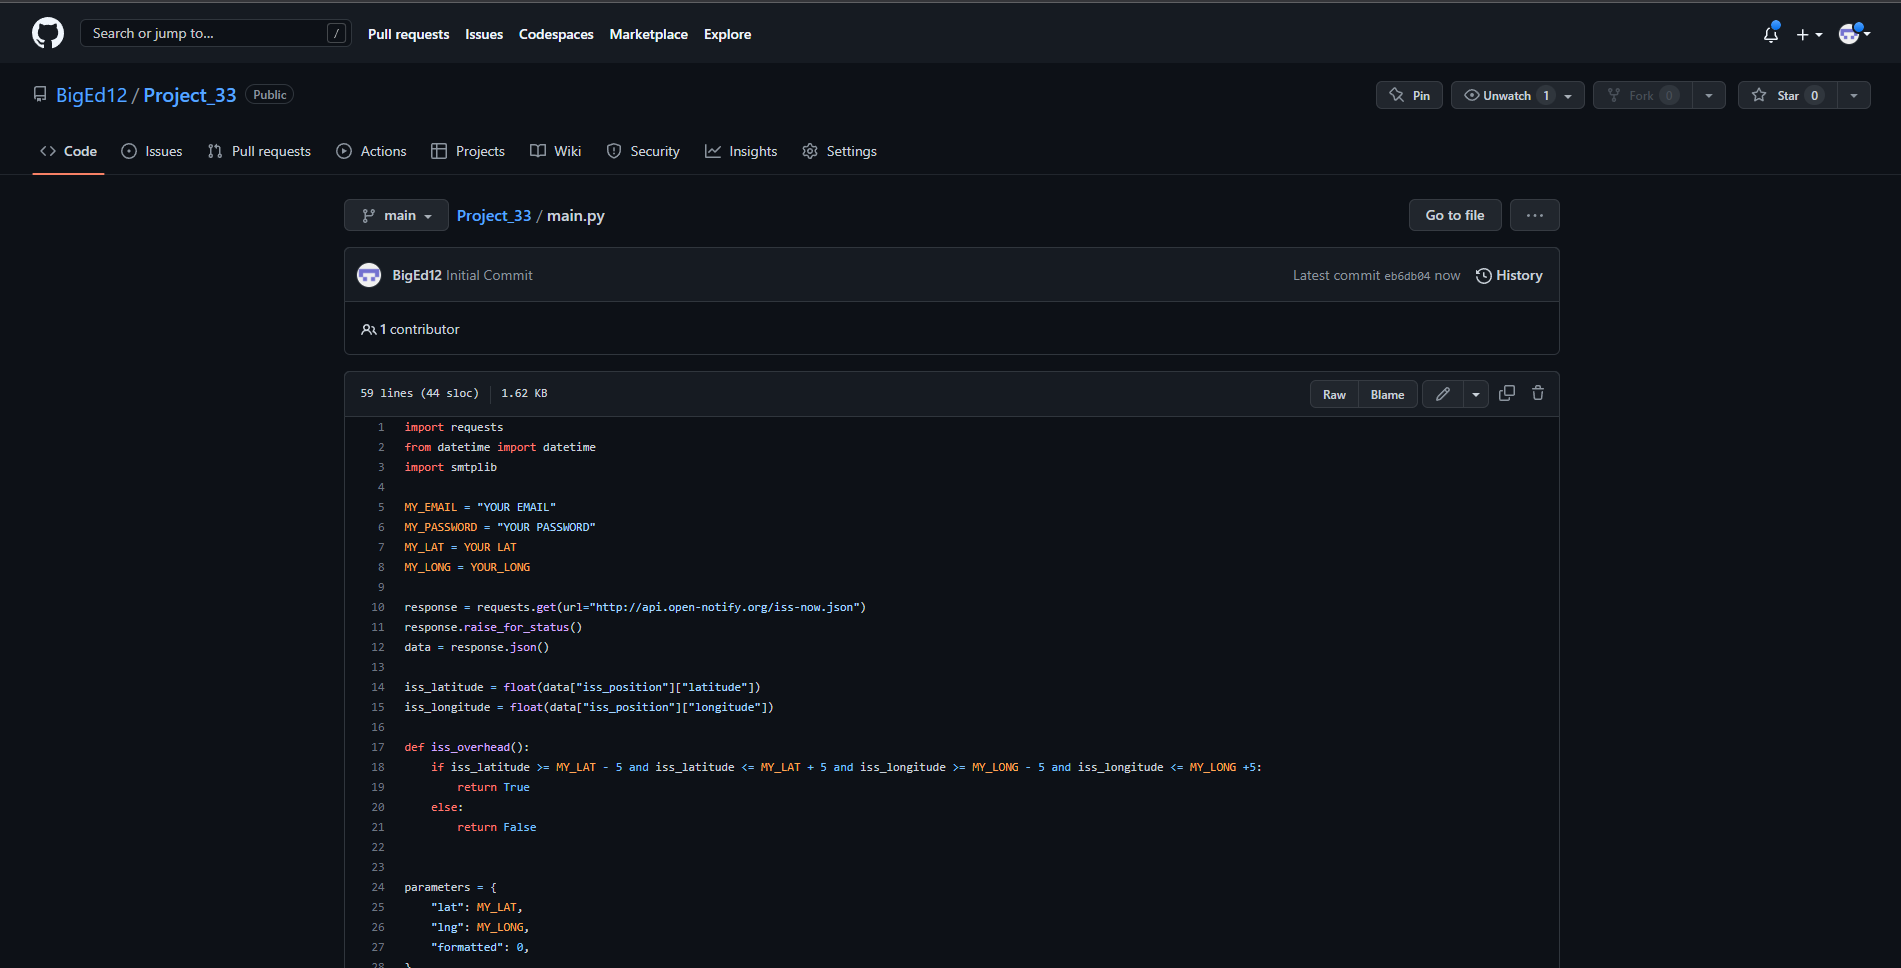 Search or jump to... /
Pull requests Issues Codespaces Marketplace Explore
BigEd12 / Project_33 Public
Pin Unwatch 1 Fork 0 Star 0
Code Issues Pull requests Actions Projects Wiki Security Insights Settings
main Project_33 / main.py Go to file ...
BigEd12 Initial Commit Latest commit eb6db04 now History
1 contributor
59 lines (44 sloc) 1.62 KB Raw Blame
1 import requests
2 from datetime import datetime
3 import smtplib
4
5 MY_EMAIL = "YOUR EMAIL"
6 MY_PASSWORD = "YOUR PASSWORD"
7 MY_LAT = YOUR LAT
8 MY_LONG = YOUR_LONG
9
10 response = requests.get(url="http://api.open-notify.org/iss-now.json")
11 response.raise_for_status()
12 data = response.json()
13
14 iss_latitude = float(data["iss_position"]["latitude"])
15 iss_longitude = float(data["iss_position"]["longitude"])
16
17 def iss_overhead():
18     if iss_latitude >= MY_LAT - 5 and iss_latitude <= MY_LAT + 5 and iss_longitude >= MY_LONG - 5 and iss_longitude <= MY_LONG +5:
19         return True
20     else:
21         return False
22
23
24 parameters = {
25     "lat": MY_LAT,
26     "lng": MY_LONG,
27     "formatted": 0,
28 }